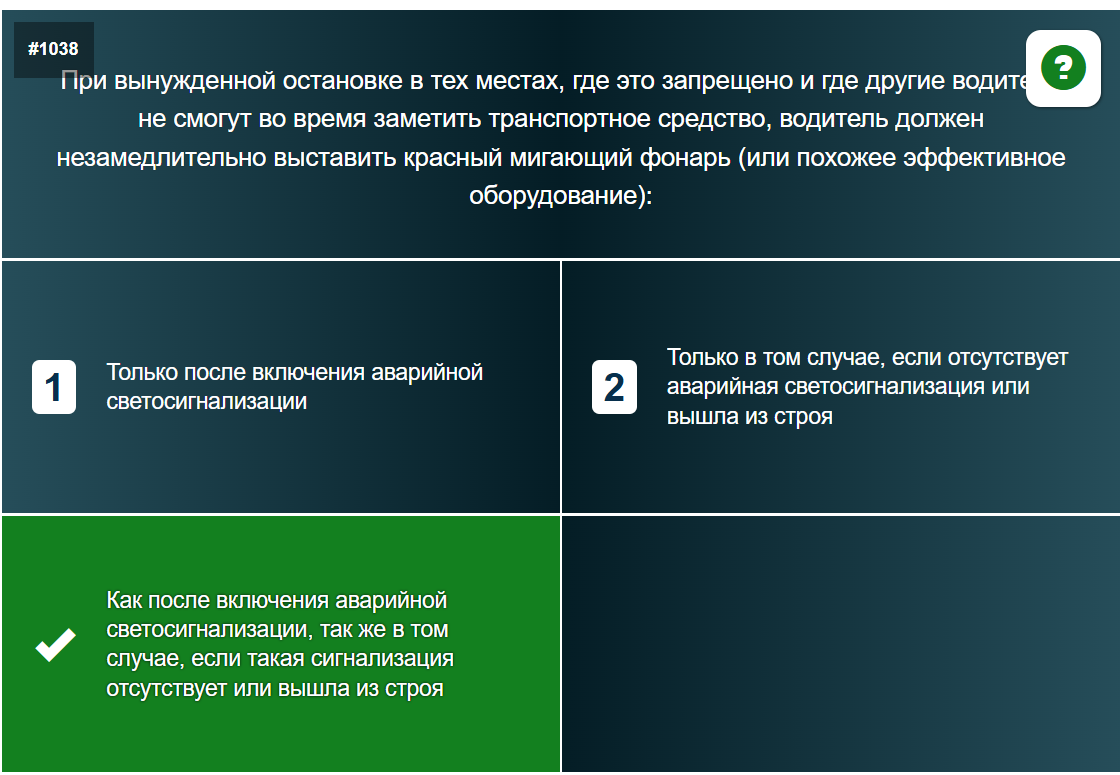 #1038
При вынужденной остановке в тех местах, где это запрещено и где другие
не смогут во время заметить транспортное средство, водитель должен
незамедлительно выставить красный мигающий фонарь (или похожее эффективное
оборудование):
1
Только после включения аварийной
светосигнализации
2
Только в том случае, если отсутствует
аварийная светосигнализация или
вышла из строя
Как после включения аварийной
светосигнализации, так же в том
случае, если такая сигнализация
отсутствует или вышла из строя
?